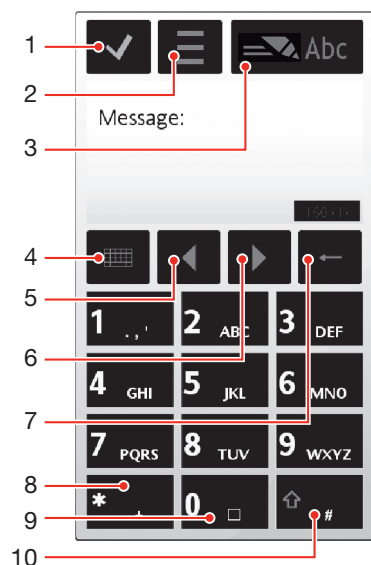 1
Abc
2
3
Message:
4
5
1 .,'
2 ABC
3 DEF
6
4 GHI
5 JKL
6 MNO
7
7 PQRS
8 TUV
9 WXYZ
8
* +
0
#
9
10